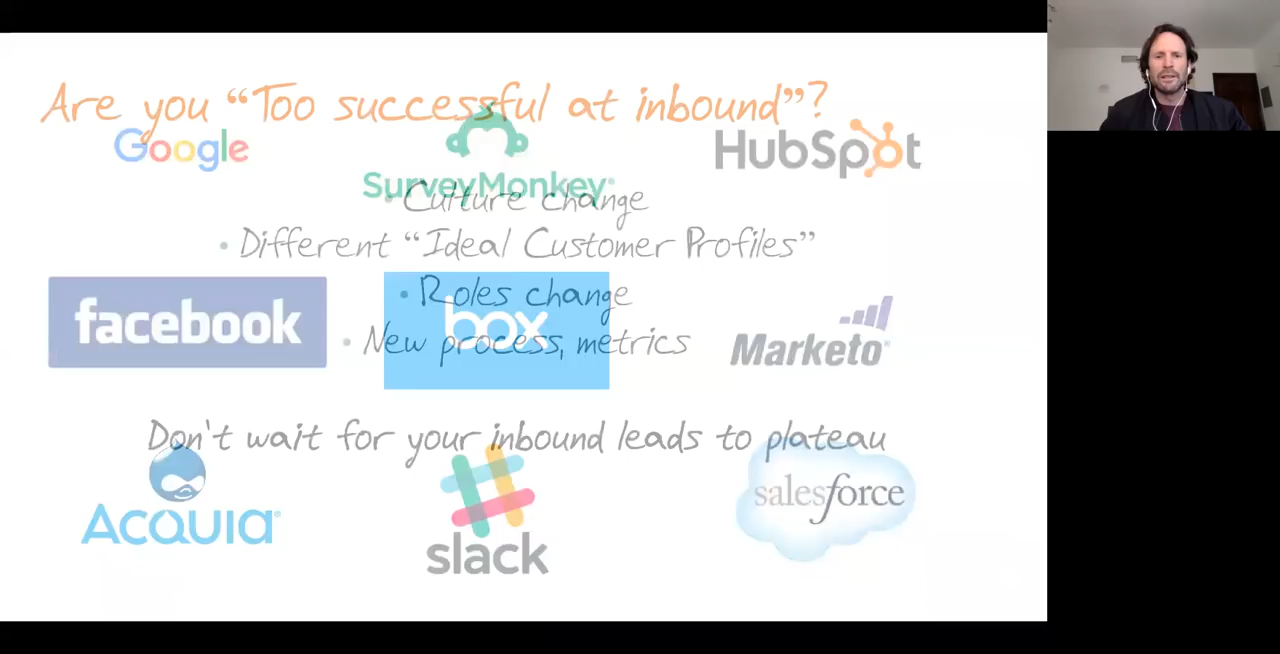 Are you “Too successful at inbound”?
Google
SurveyMonkey®
HubSpot
• Culture change
• Different “Ideal Customer Profiles”
• Roles change
facebook
box
Marketo®
• New process, metrics
Don't wait for your inbound leads to plateau
ACQUIA®
slack
salesforce